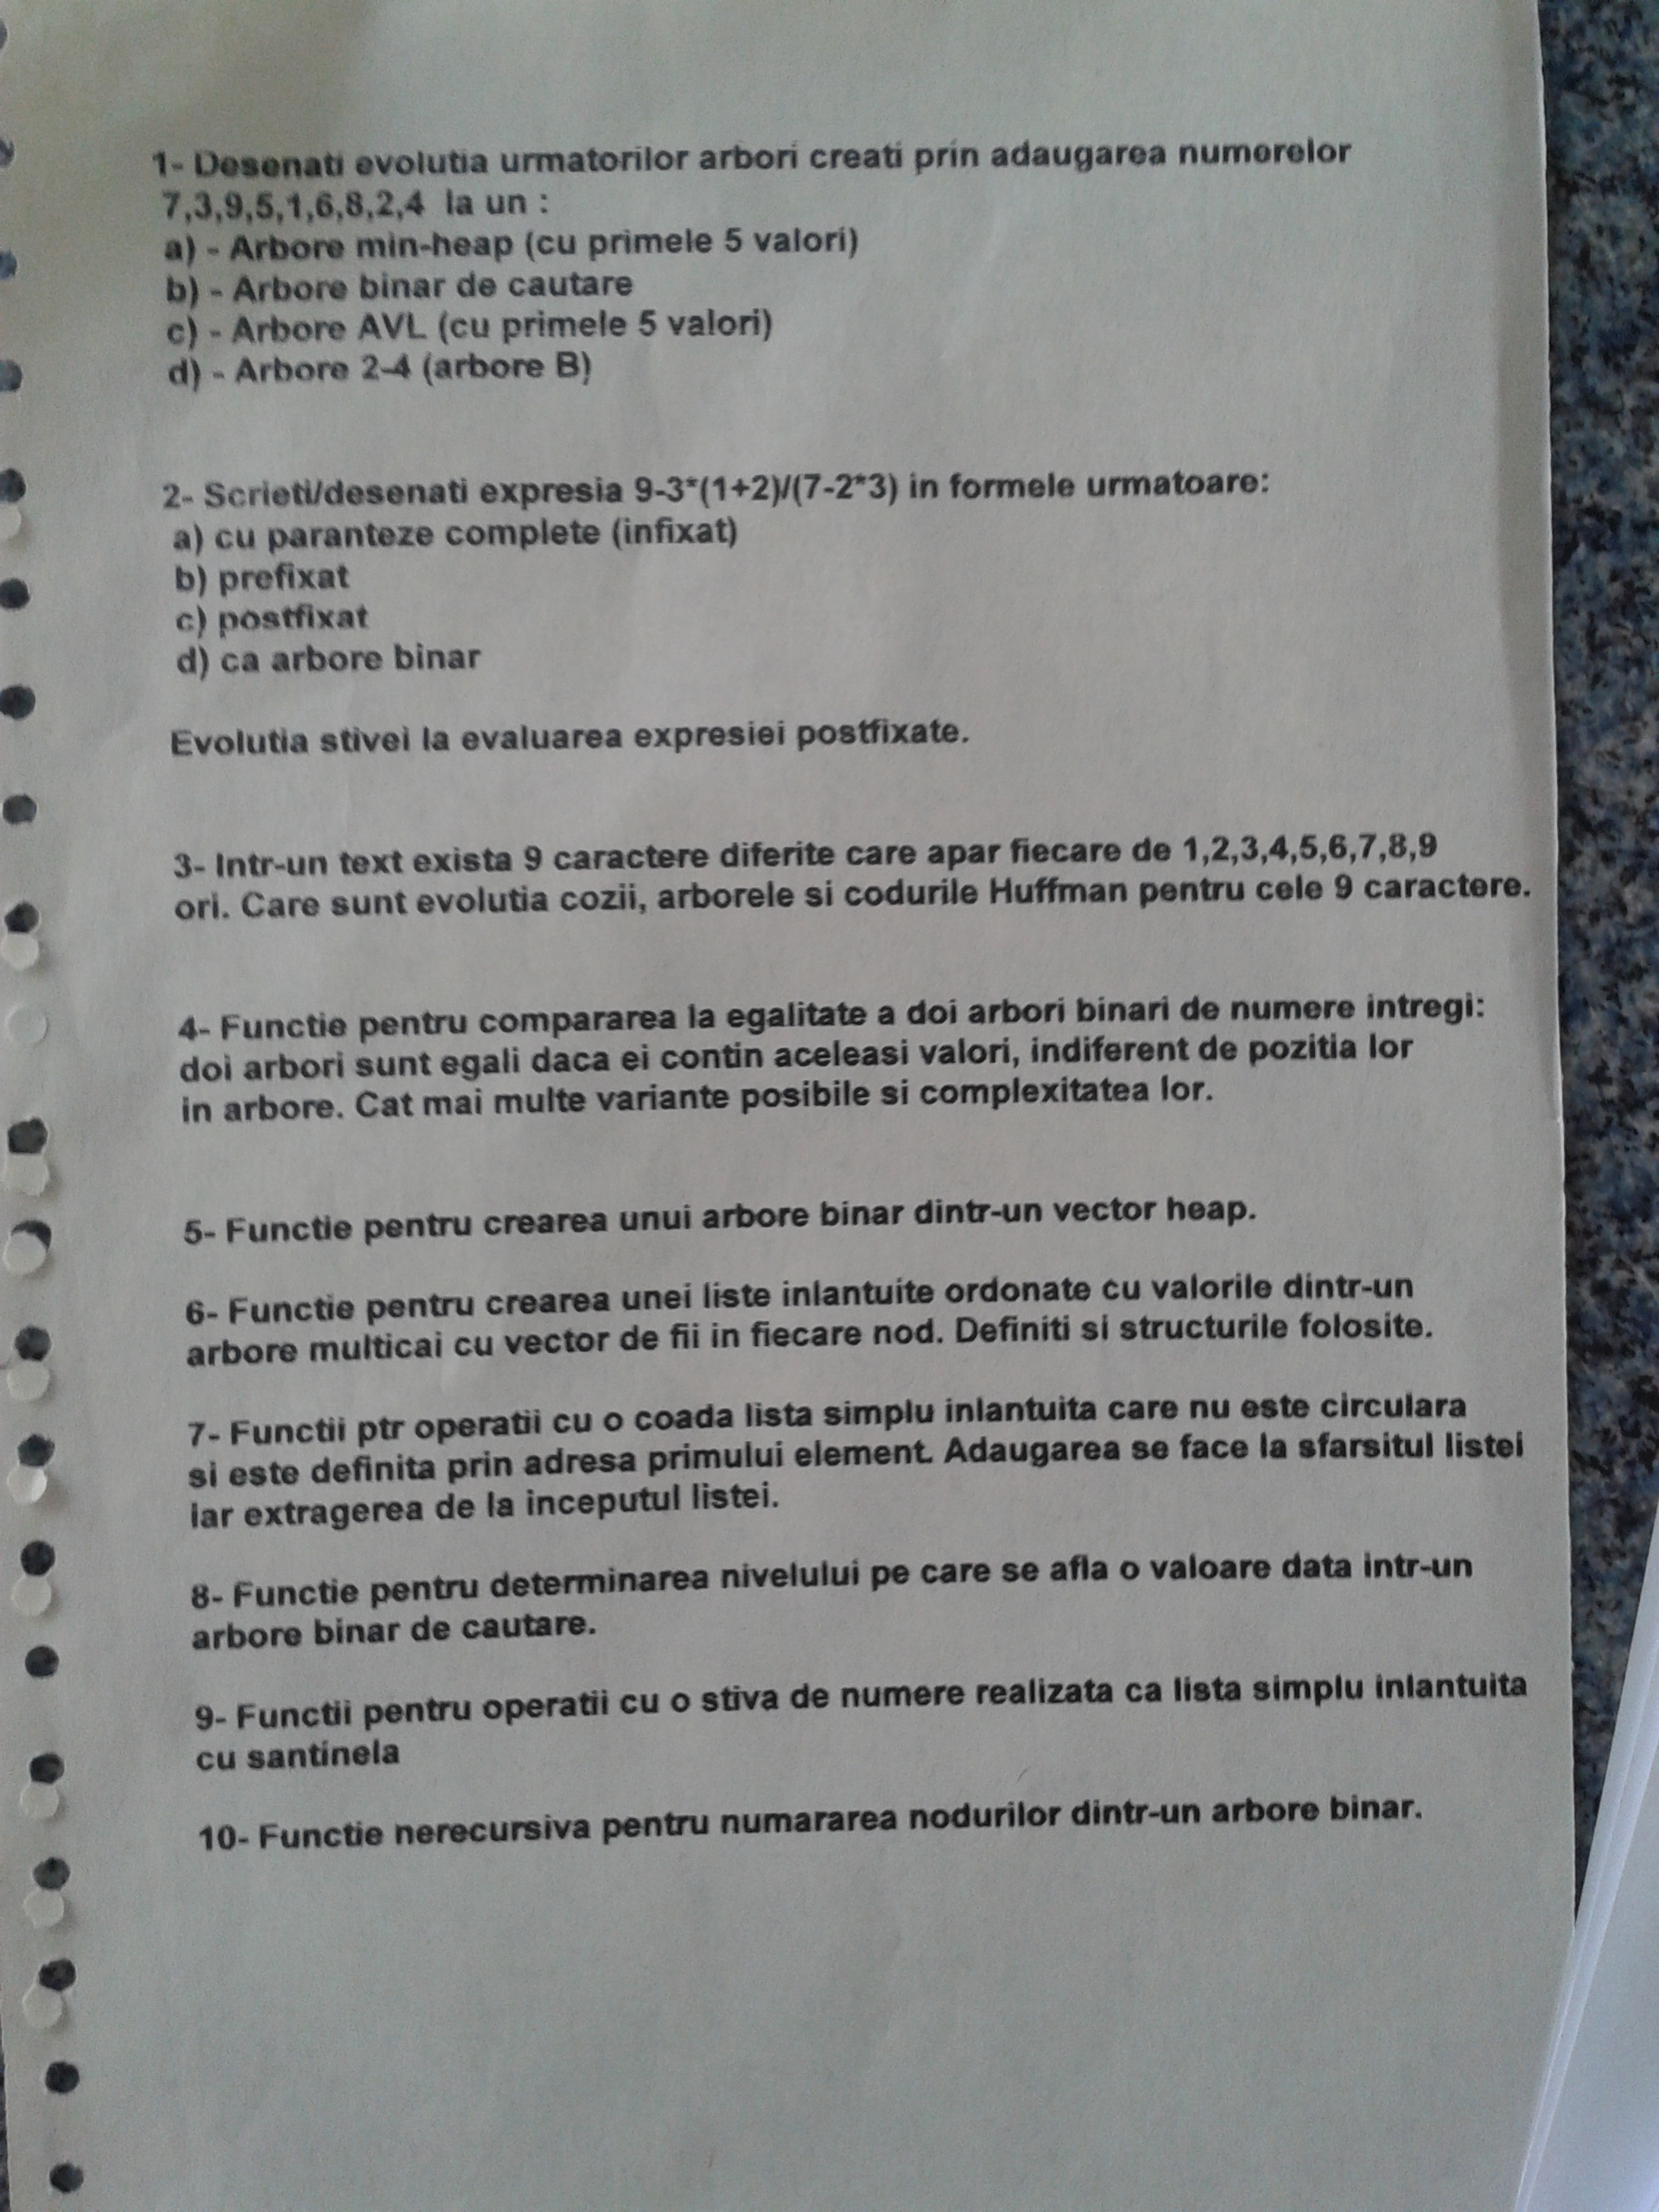 1- Desenati evolutia urmatorilor arbori creati prin adaugarea numerelor
7,3,9,5,1,6,8,2,4 la un :
a) - Arbore min-heap (cu primele 5 valori)
b) - Arbore binar de cautare
c) - Arbore AVL (cu primele 5 valori)
d) - Arbore 2-4 (arbore B)
2- Scrieti/desenati expresia 9-3*(1+2)/(7-2*3) in formele urmatoare:
a) cu paranteze complete (infixat)
b) prefixat
c) postfixat
d) ca arbore binar
Evolutia stivei la evaluarea expresiei postfixate.
3- Intr-un text exista 9 caractere diferite care apar fiecare de 1,2,3,4,5,6,7,8,9
ori. Care sunt evolutia cozii, arborele si codurile Huffman pentru cele 9 caractere.
4- Functie pentru compararea la egalitate a doi arbori binari de numere intregi:
doi arbori sunt egali daca ei contin aceleasi valori, indiferent de pozitia lor
in arbore. Cat mai multe variante posibile si complexitatea lor.
5- Functie pentru crearea unui arbore binar dintr-un vector heap.
6- Functie pentru crearea unei liste inlantuite ordonate cu valorile dintr-un
arbore multicai cu vector de fii in fiecare nod. Definiti si structurile folosite.
7- Functii ptr operatii cu o coada lista simplu inlantuita care nu este circulara
si este definita prin adresa primului element. Adaugarea se face la sfarsitul listei
iar extragerea de la inceputul listei.
8- Functie pentru determinarea nivelului pe care se afla o valoare data intr-un
arbore binar de cautare.
9- Functii pentru operatii cu o stiva de numere realizata ca lista simplu inlantuita
cu santinela
10- Functie nerecursiva pentru numararea nodurilor dintr-un arbore binar.